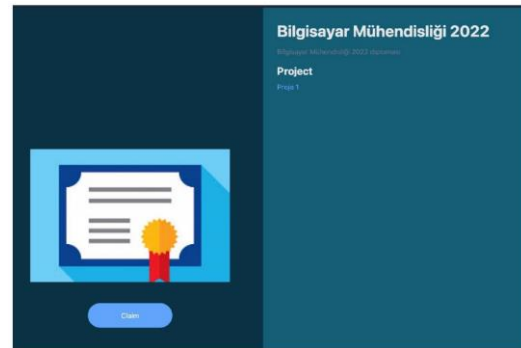 Bilgisayar Mühendisliği 2022
Bilgisayar Mühendisliği 2022 diploması
Project
Proje 1
Claim